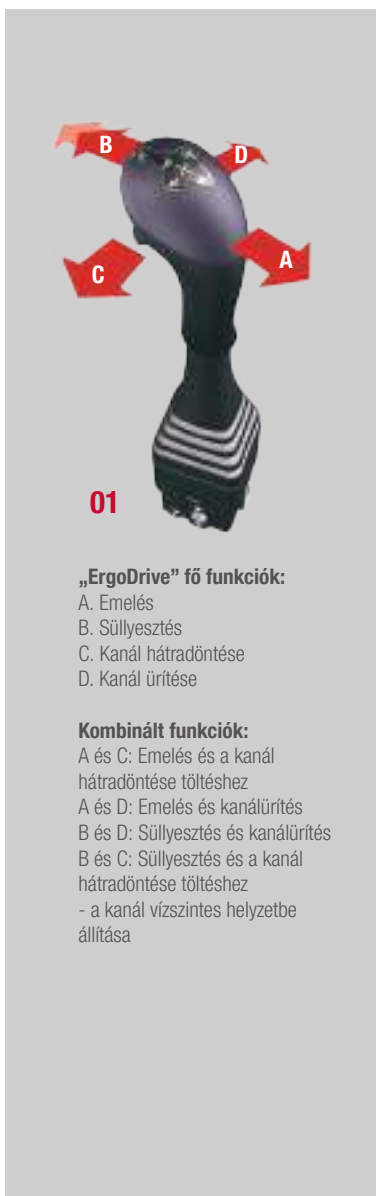 B
D
A
C
01
„ErgoDrive” fő funkciók:
A. Emelés
B. Süllyesztés
C. Kanál hátradöntése
D. Kanál ürítése
Kombinált funkciók:
A és C: Emelés és a kanál
hátradöntése töltéshez
A és D: Emelés és kanálürítés
B és D: Süllyesztés és kanálürítés
B és C: Süllyesztés és a kanál
hátradöntése töltéshez
- a kanál vízszintes helyzetbe
állítása